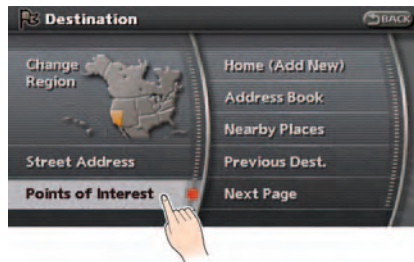 Destination
BACK
Change
Region
Street Address
Points of Interest
Home (Add New)
Address Book
Nearby Places
Previous Dest.
Next Page